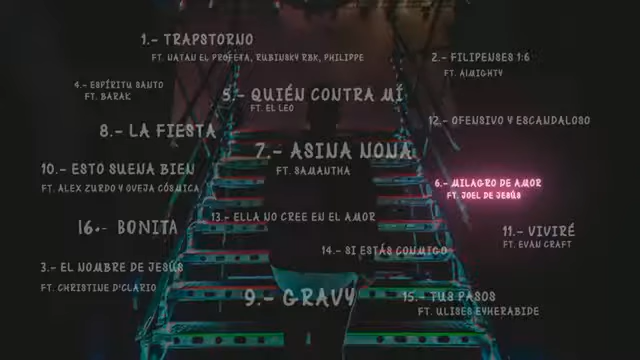 1.- TRAPSTORNO
FT. NATAN EL PROFETA, RUBINSKY RBK, PHILIPPE
2.- FILIPENSES 1:6
FT. ALMIGHTY
4.- ESPÍRITU SANTO
FT. BARAK
5.- QUIÉN CONTRA MÍ
FT. EL LEO
12.- OFENSIVO Y ESCANDALOSO
8.- LA FIESTA
7.- ASINA NONA
FT. SAMANTHA
10.- ESTO SUENA BIEN
FT. ALEX ZURDO Y OVEJA CÓSMICA
6.- MILAGRO DE AMOR
FT. JOEL DE JESÚS
13.- ELLA NO CREE EN EL AMOR
16.- BONITA
11.- VIVIRÉ
FT. EVAN CRAFT
14.- SI ESTÁS CONMIGO
3.- EL NOMBRE DE JESÚS
FT. CHRISTINE D'CLARIO
9.- GRAVY
15.- TUS PASOS
FT. ULISES EYHERABIDE